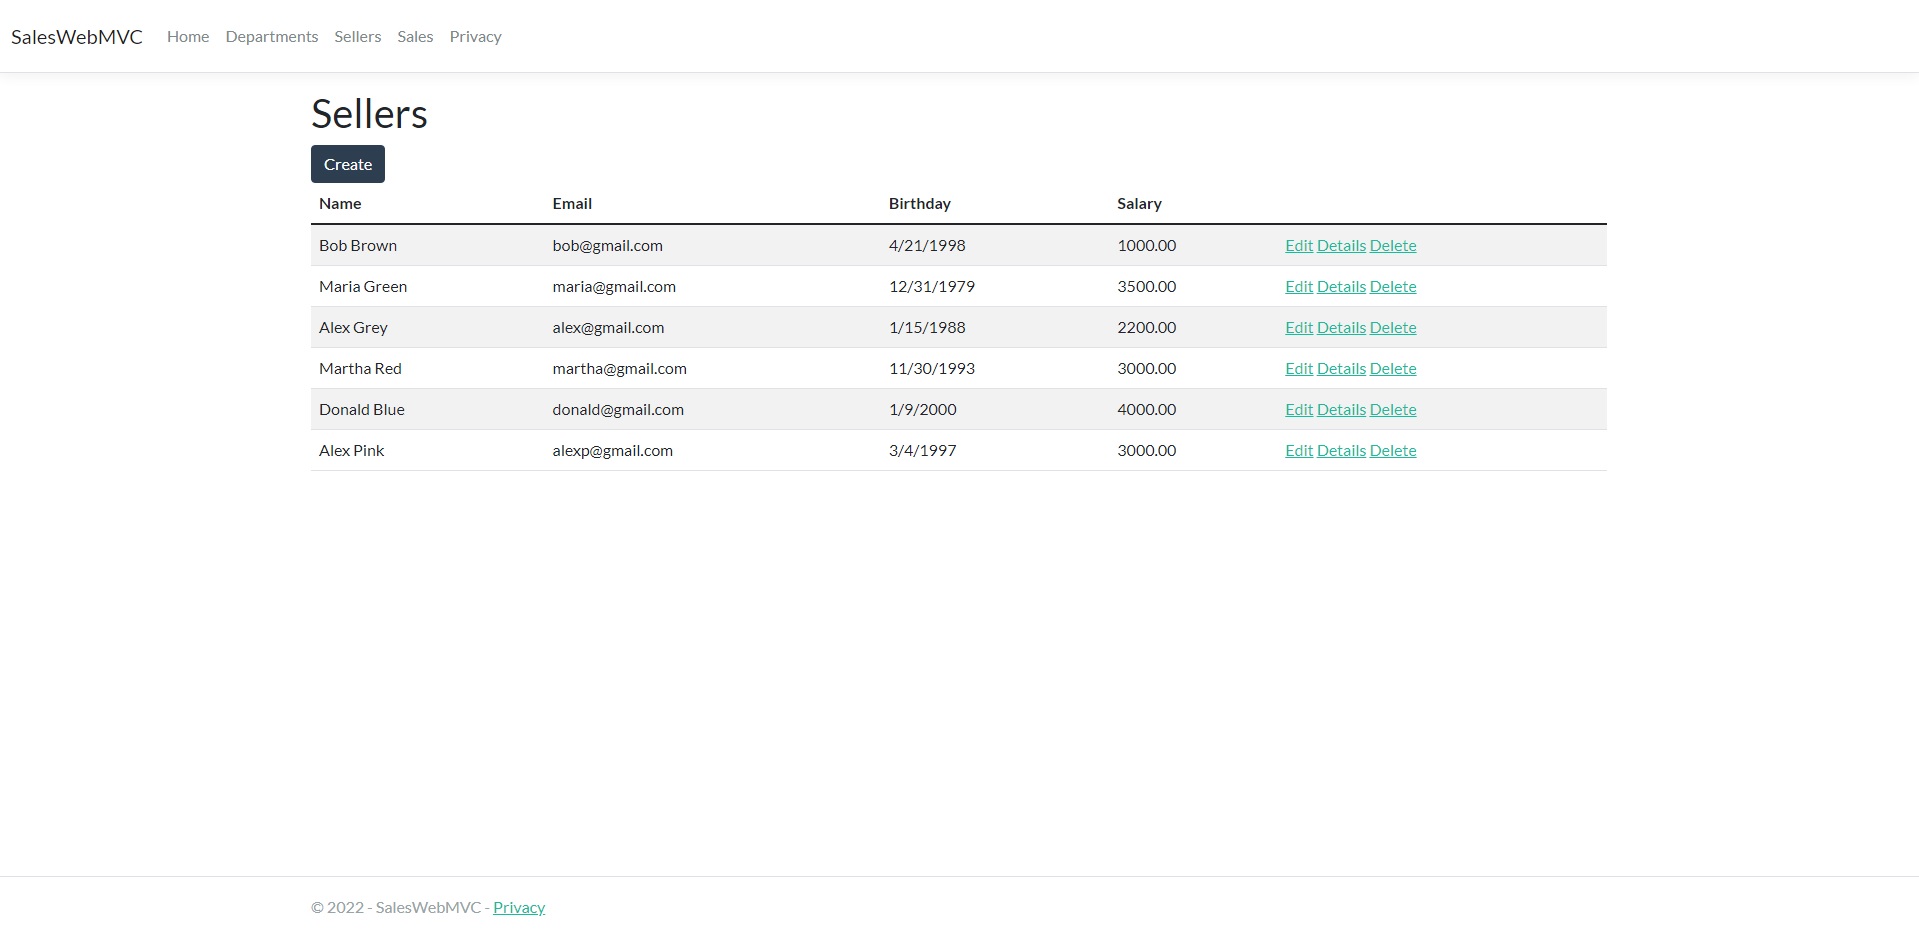 SalesWebMVC Home Departments Sellers Sales Privacy
Sellers
Create
Name Email Birthday Salary
Bob Brown bob@gmail.com 4/21/1998 1000.00 Edit Details Delete
Maria Green maria@gmail.com 12/31/1979 3500.00 Edit Details Delete
Alex Grey alex@gmail.com 1/15/1988 2200.00 Edit Details Delete
Martha Red martha@gmail.com 11/30/1993 3000.00 Edit Details Delete
Donald Blue donald@gmail.com 1/9/2000 4000.00 Edit Details Delete
Alex Pink alexp@gmail.com 3/4/1997 3000.00 Edit Details Delete
© 2022 - SalesWebMVC - Privacy